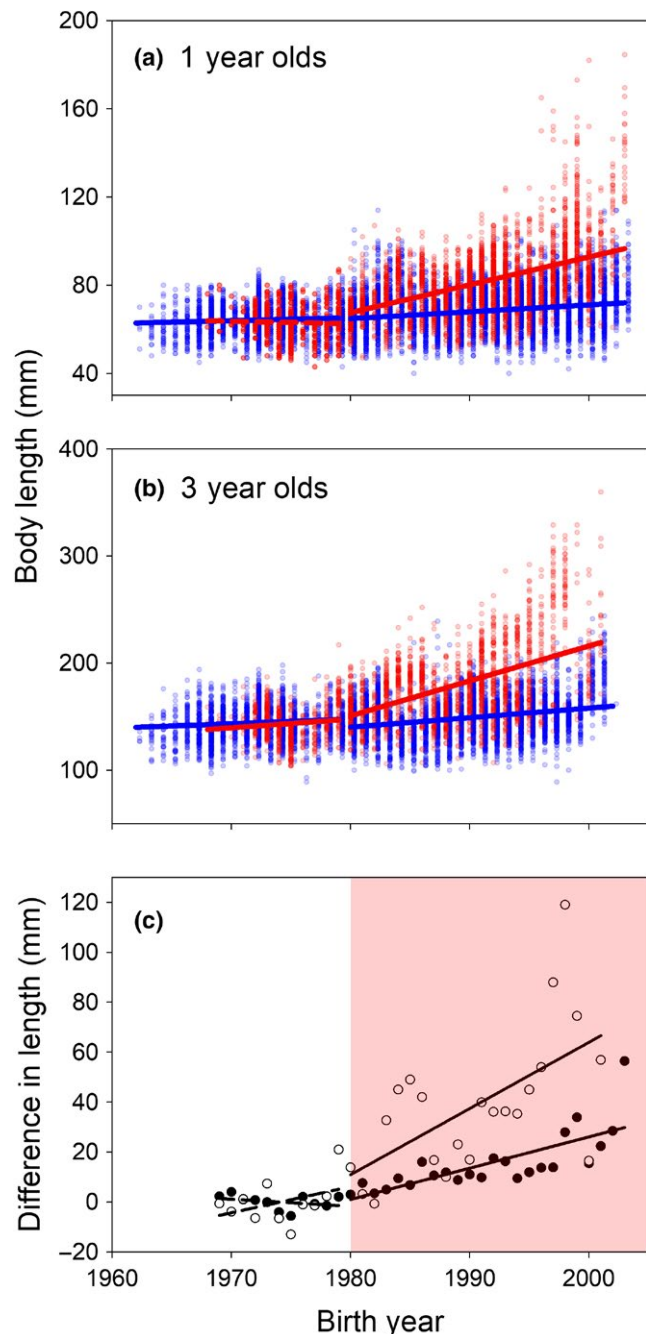 200
(a) 1 year olds
160
120
80
40
Body length (mm)
400
(b) 3 year olds
300
200
100
120
(c)
100
80
60
40
20
0
–20
Difference in length (mm)
1960 1970 1980 1990 2000
Birth year